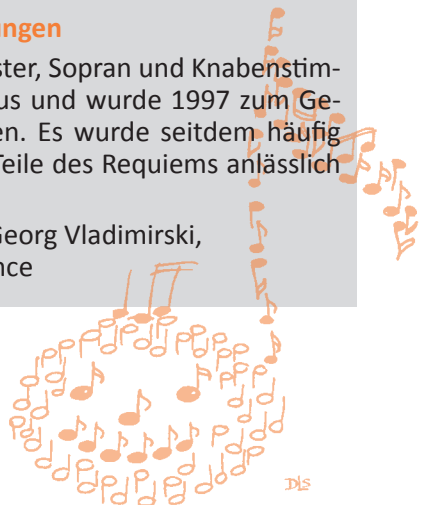 ungen
ster, Sopran und Knabenstim-
us und wurde 1997 zum Ge-
en. Es wurde seitdem häufig
Teile des Requiems anlässlich
Georg Vladimirski,
nce
DLS